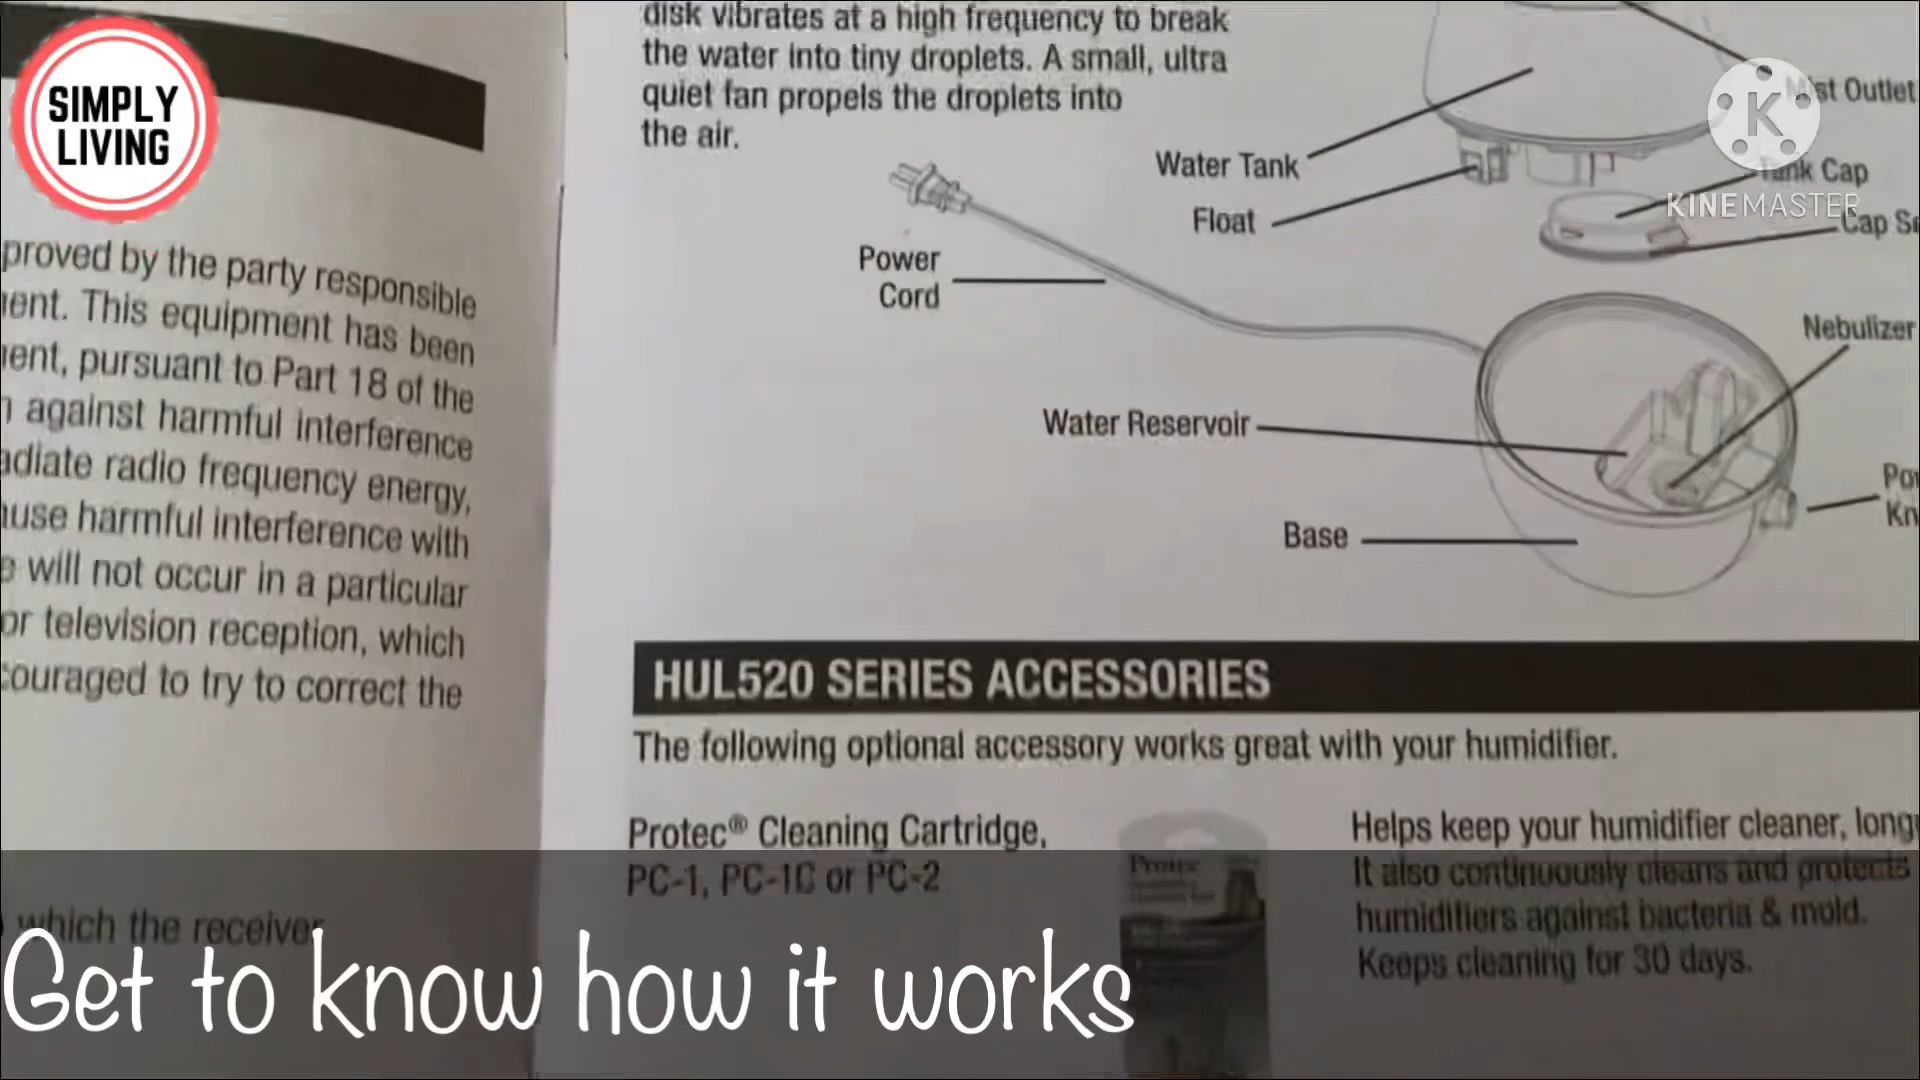 SIMPLY
LIVING
proved by the party responsible
ent. This equipment has been
ent, pursuant to Part 18 of the
against harmful interference
adiate radio frequency energy,
use harmful interference with
will not occur in a particular
or television reception, which
couraged to try to correct the
which the receiver
disk vibrates at a high frequency to break
the water into tiny droplets. A small, ultra
quiet fan propels the droplets into
the air.
Mist Outlet
Water Tank
Tank Cap
Float
Cap
Power
Cord
Nebulizer
Water Reservoir
Base
K
KINEMASTER
HUL520 SERIES ACCESSORIES
The following optional accessory works great with your humidifier.
Protec® Cleaning Cartridge,
PC-1, PC-1C or PC-2
Protec
Helps keep your humidifier cleaner, long
It also continuously cleans and protects
humidifiers against bacteria & mold.
Keeps cleaning for 30 days.
Get to know how it works